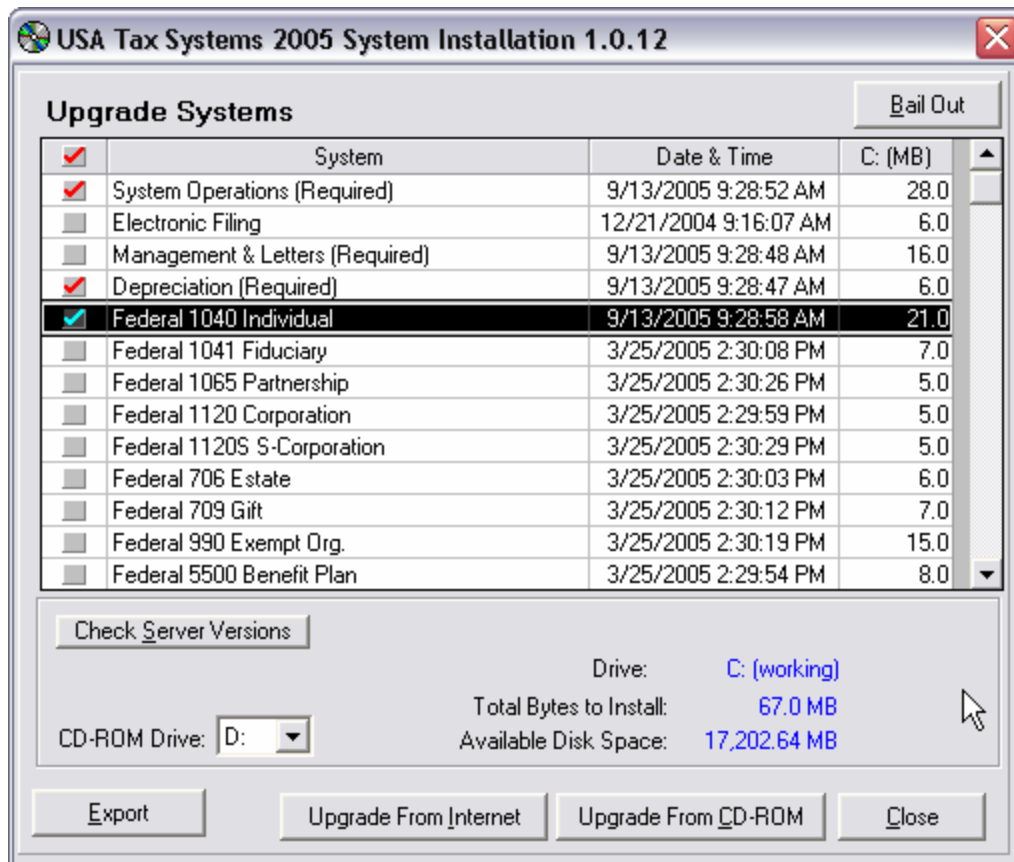 USA Tax Systems 2005 System Installation 1.0.12
Upgrade Systems
Bail Out
System Date & Time C: (MB)
System Operations (Required) 9/13/2005 9:28:52 AM 28.0
Electronic Filing 12/21/2004 9:16:07 AM 6.0
Management & Letters (Required) 9/13/2005 9:28:48 AM 16.0
Depreciation (Required) 9/13/2005 9:28:47 AM 6.0
Federal 1040 Individual 9/13/2005 9:28:58 AM 21.0
Federal 1041 Fiduciary 3/25/2005 2:30:08 PM 7.0
Federal 1065 Partnership 3/25/2005 2:30:26 PM 5.0
Federal 1120 Corporation 3/25/2005 2:29:59 PM 5.0
Federal 1120S S-Corporation 3/25/2005 2:30:29 PM 5.0
Federal 706 Estate 3/25/2005 2:30:03 PM 6.0
Federal 709 Gift 3/25/2005 2:30:12 PM 7.0
Federal 990 Exempt Org. 3/25/2005 2:30:19 PM 15.0
Federal 5500 Benefit Plan 3/25/2005 2:29:54 PM 8.0
Check Server Versions
Drive: C: (working)
Total Bytes to Install: 67.0 MB
CD-ROM Drive: D: Available Disk Space: 17,202.64 MB
Export Upgrade From Internet Upgrade From CD-ROM Close